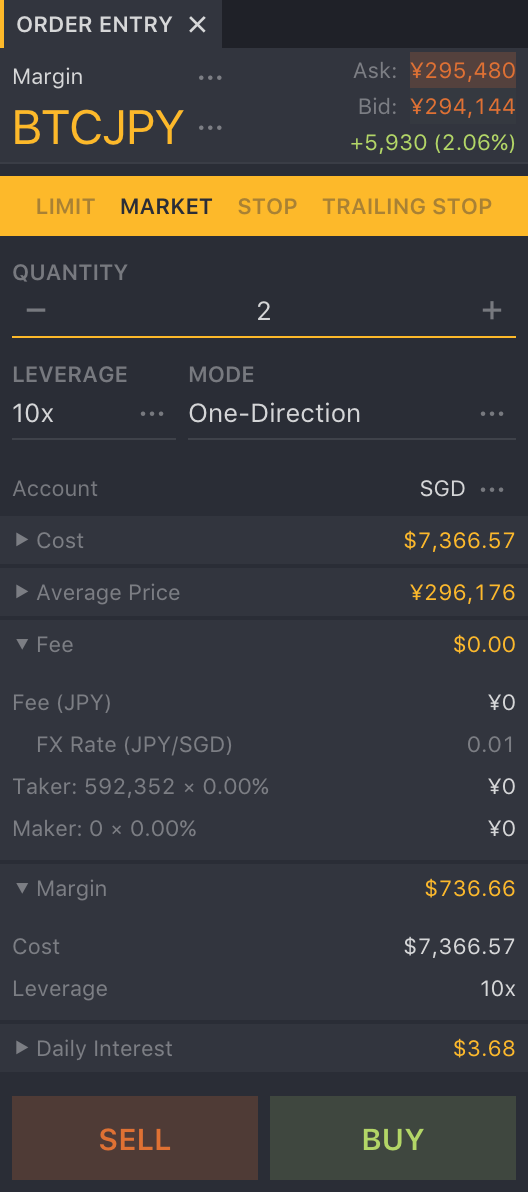 ORDER ENTRY ×
Margin ... Ask: ¥295,480
BTCJPY ... Bid: ¥294,144
+5,930 (2.06%)
LIMIT MARKET STOP TRAILING STOP
QUANTITY
− 2 +
LEVERAGE MODE
10x ... One-Direction ...
Account SGD ...
▶ Cost $7,366.57
▶ Average Price ¥296,176
▼ Fee $0.00
Fee (JPY) ¥0
FX Rate (JPY/SGD) 0.01
Taker: 592,352 × 0.00% ¥0
Maker: 0 × 0.00% ¥0
▼ Margin $736.66
Cost $7,366.57
Leverage 10x
▶ Daily Interest $3.68
SELL BUY